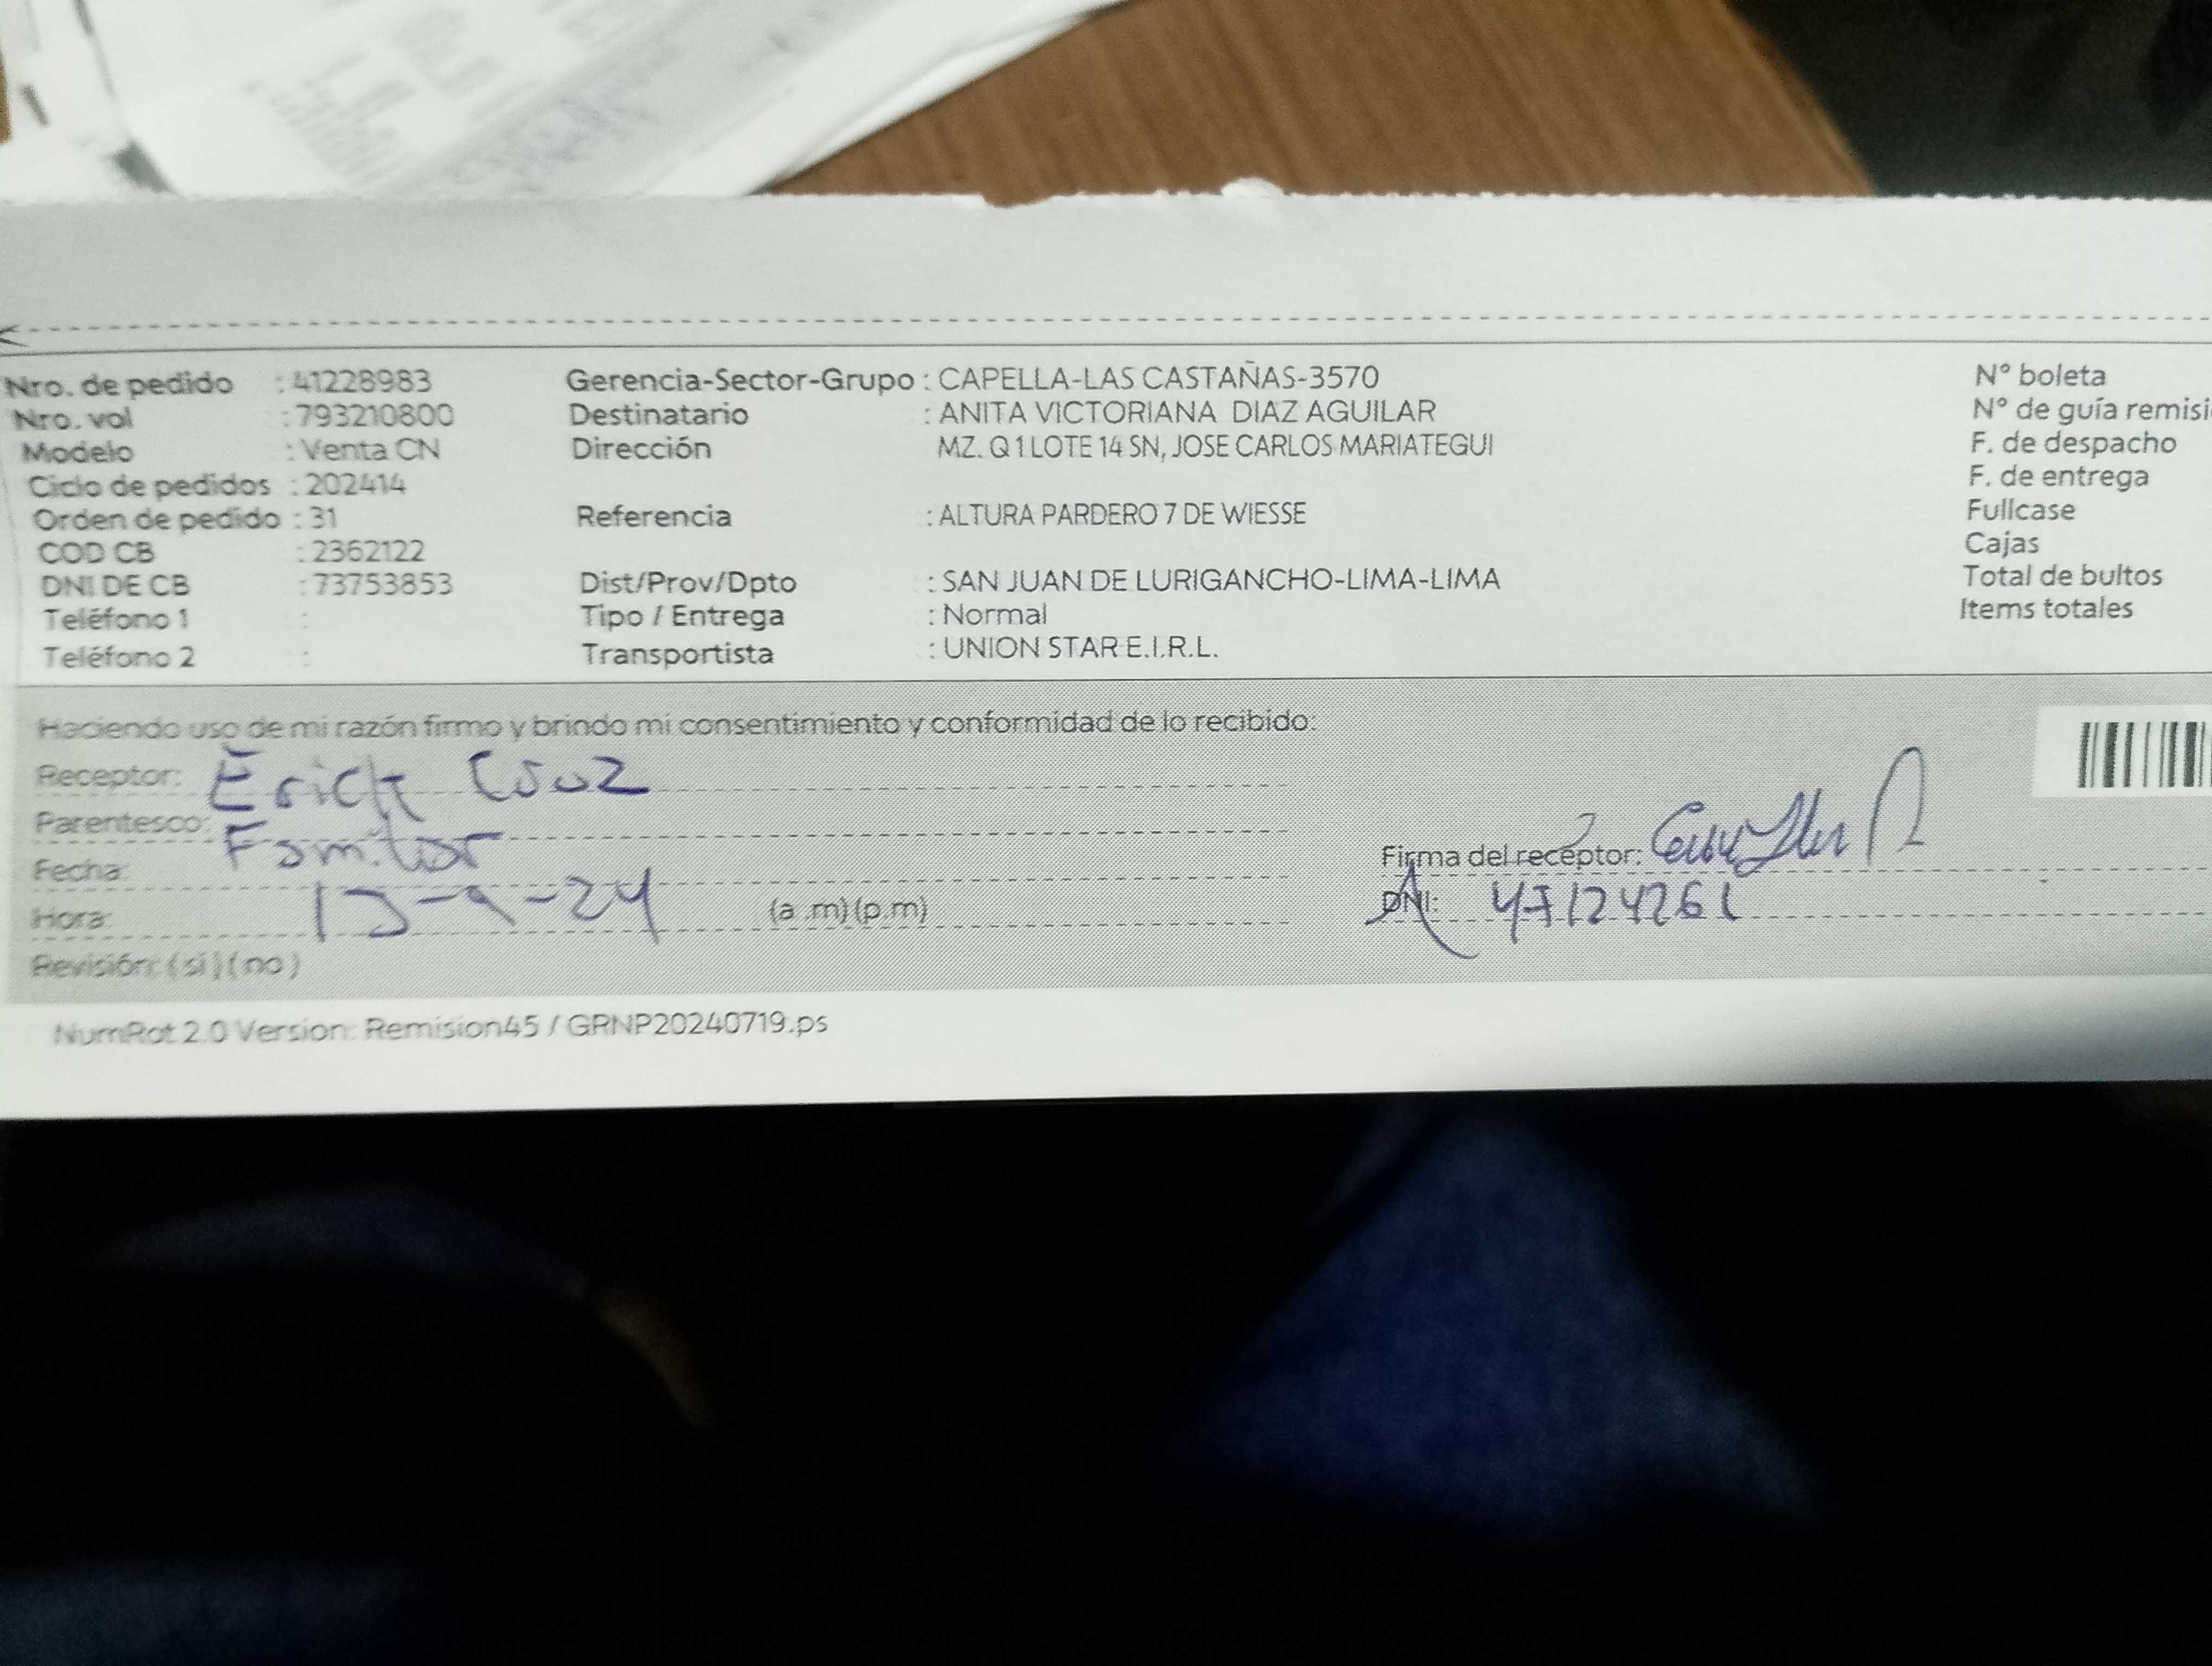 Nro. de pedido : 41228983 Gerencia-Sector-Grupo : CAPELLA-LAS CASTAÑAS-3570 N° boleta
Nro. vol : 793210800 Destinatario : ANITA VICTORIANA DIAZ AGUILAR N° de guía remisi
Modelo : Venta CN Dirección MZ. Q 1 LOTE 14 SN, JOSE CARLOS MARIATEGUI F. de despacho
Ciclo de pedidos : 202414 F. de entrega
Orden de pedido : 31 Referencia : ALTURA PARDERO 7 DE WIESSE Fullcase
COD CB : 2362122 Cajas
DNI DE CB : 73753853 Dist/Prov/Dpto : SAN JUAN DE LURIGANCHO-LIMA-LIMA Total de bultos
Teléfono 1 : Tipo / Entrega : Normal Items totales
Teléfono 2 : Transportista : UNION STAR E.I.R.L.
Haciendo uso de mi razón firmo y brindo mi consentimiento y conformidad de lo recibido:
Receptor: Erick Cruz
Parentesco: Familiar
Firma del receptor:
Fecha:
Hora: (a.m)(p.m) DNI: 47124261
Revisión: (si) (no)
NumRot 2.0 Version: Remision45 / GRNP20240719.ps